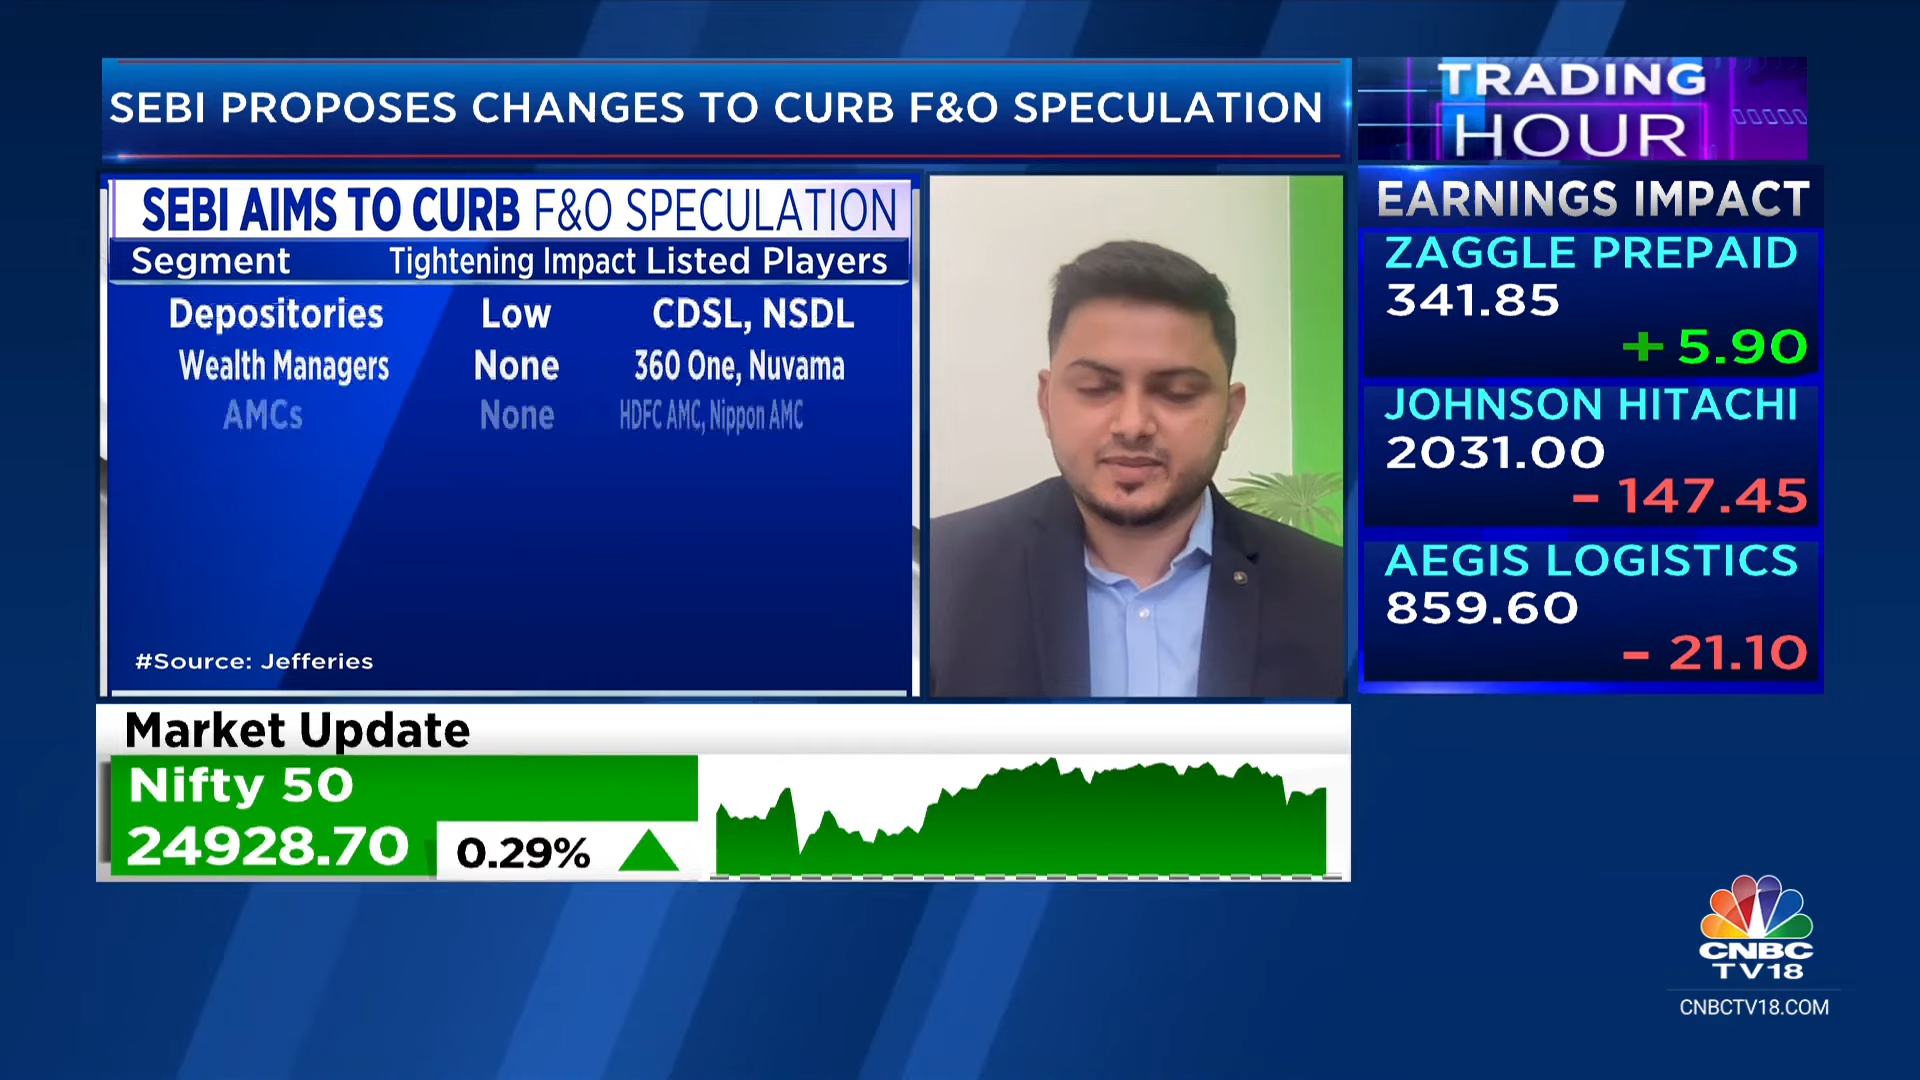 SEBI PROPOSES CHANGES TO CURB F&O SPECULATION
TRADING
HOUR
SEBI AIMS TO CURB F&O SPECULATION
Segment Tightening Impact Listed Players
Depositories Low CDSL, NSDL
Wealth Managers None 360 One, Nuvama
AMCs None HDFC AMC, Nippon AMC
#Source: Jefferies
EARNINGS IMPACT
ZAGGLE PREPAID
341.85
+ 5.90
JOHNSON HITACHI
2031.00
- 147.45
AEGIS LOGISTICS
859.60
- 21.10
Market Update
Nifty 50
24928.70 0.29%
CNBC
TV18
CNBCTV18.COM